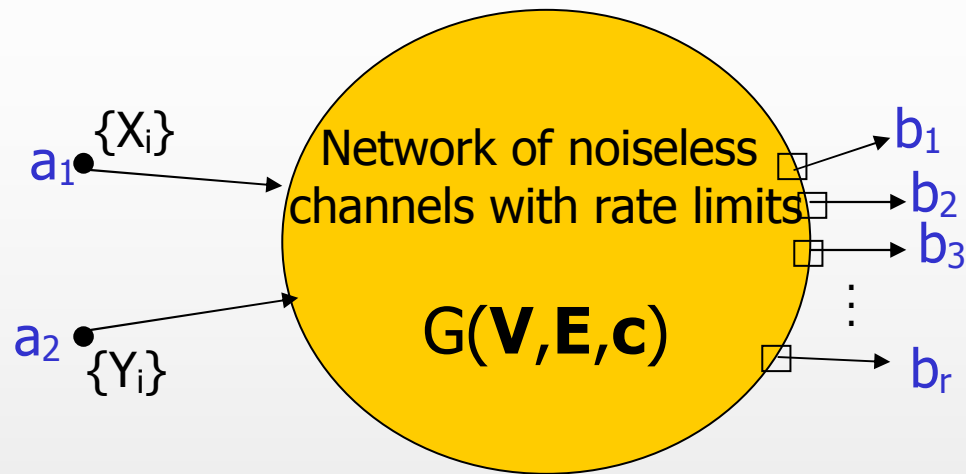 {Xᵢ}
a₁
Network of noiseless
channels with rate limits
G(V,E,c)
a₂
{Yᵢ}
b₁
b₂
b₃
⋮
bᵣ